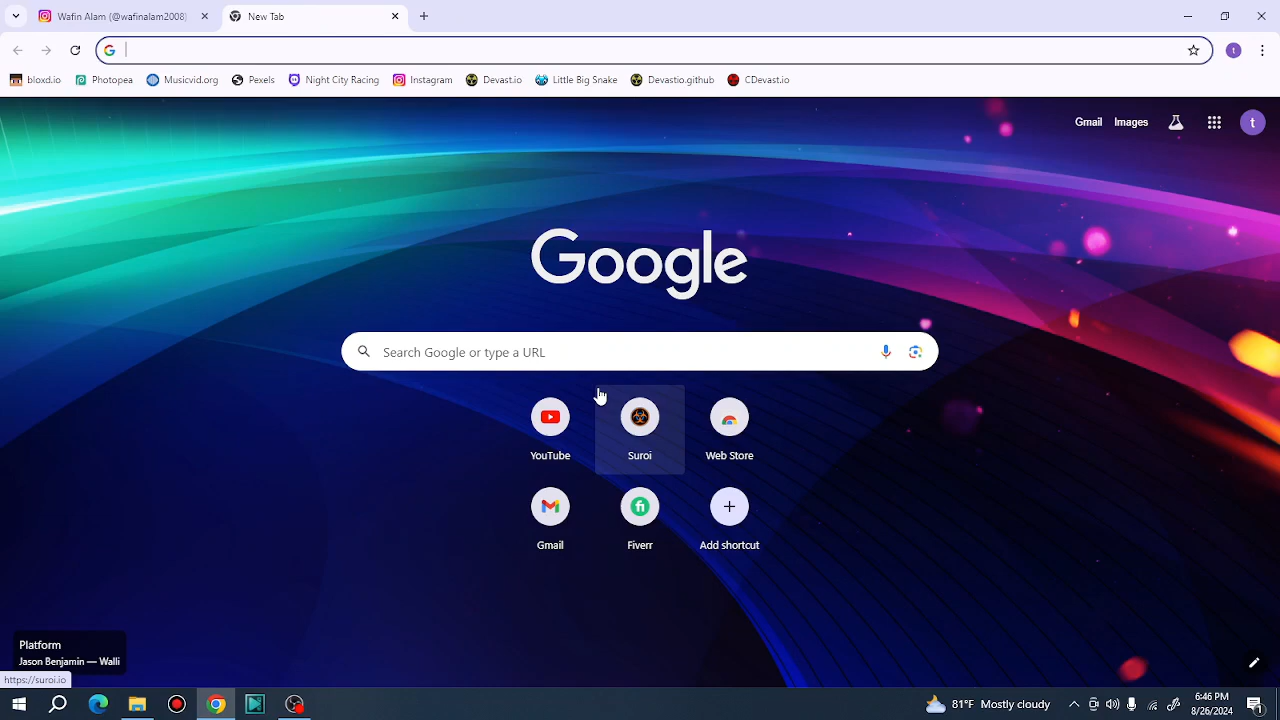 Wafin Alam (@wafinalam2008)
New Tab
bloxd.io
Photopea
Musicvid.org
Pexels
Night City Racing
Instagram
Devast.io
Little Big Snake
Devastio.github
CDevast.io
Gmail
Images
t
Google
Search Google or type a URL
YouTube
Suroi
Web Store
Gmail
Fiverr
Add shortcut
Platform
Jason Benjamin — Walli
https://suroi.io
81°F Mostly cloudy
6:46 PM
8/26/2024